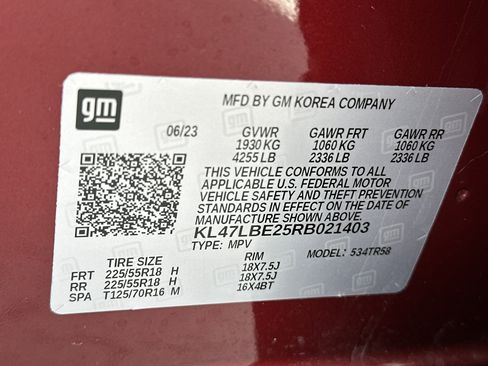 gm
MFD BY GM KOREA COMPANY
06/23 GVWR GAWR FRT GAWR RR
1930 KG 1060 KG 1060 KG
4255 LB 2336 LB 2336 LB
THIS VEHICLE CONFORMS TO ALL
APPLICABLE U.S. FEDERAL MOTOR
VEHICLE SAFETY AND THEFT PREVENTION
STANDARDS IN EFFECT ON THE DATE OF
MANUFACTURE SHOWN ABOVE.
KL47LBE25RB021403
TYPE: MPV MODEL: 534TR58
TIRE SIZE RIM
FRT 225/55R18 H 18X7.5J
RR 225/55R18 H 18X7.5J
SPA T125/70R16 M 16X4BT